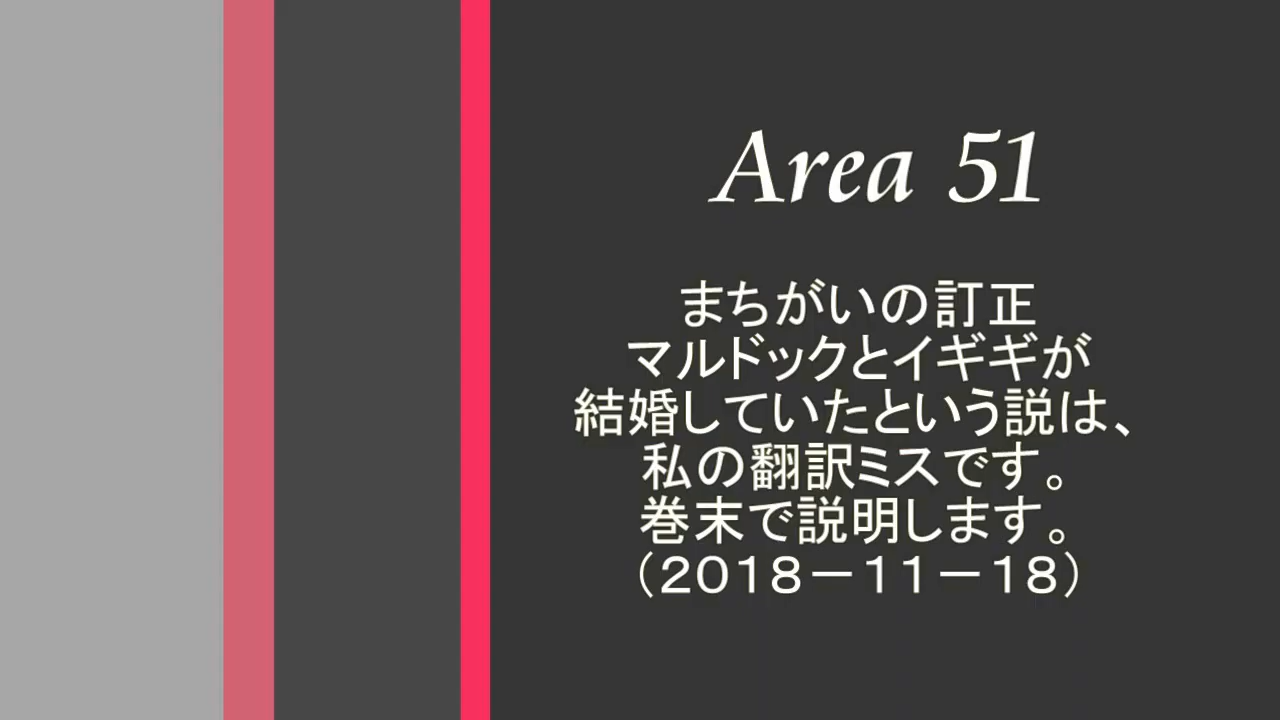 Area 51
まちがいの訂正
マルドックとイギギが
結婚していたという説は、
私の翻訳ミスです。
巻末で説明します。
（２０１８－１１－１８）